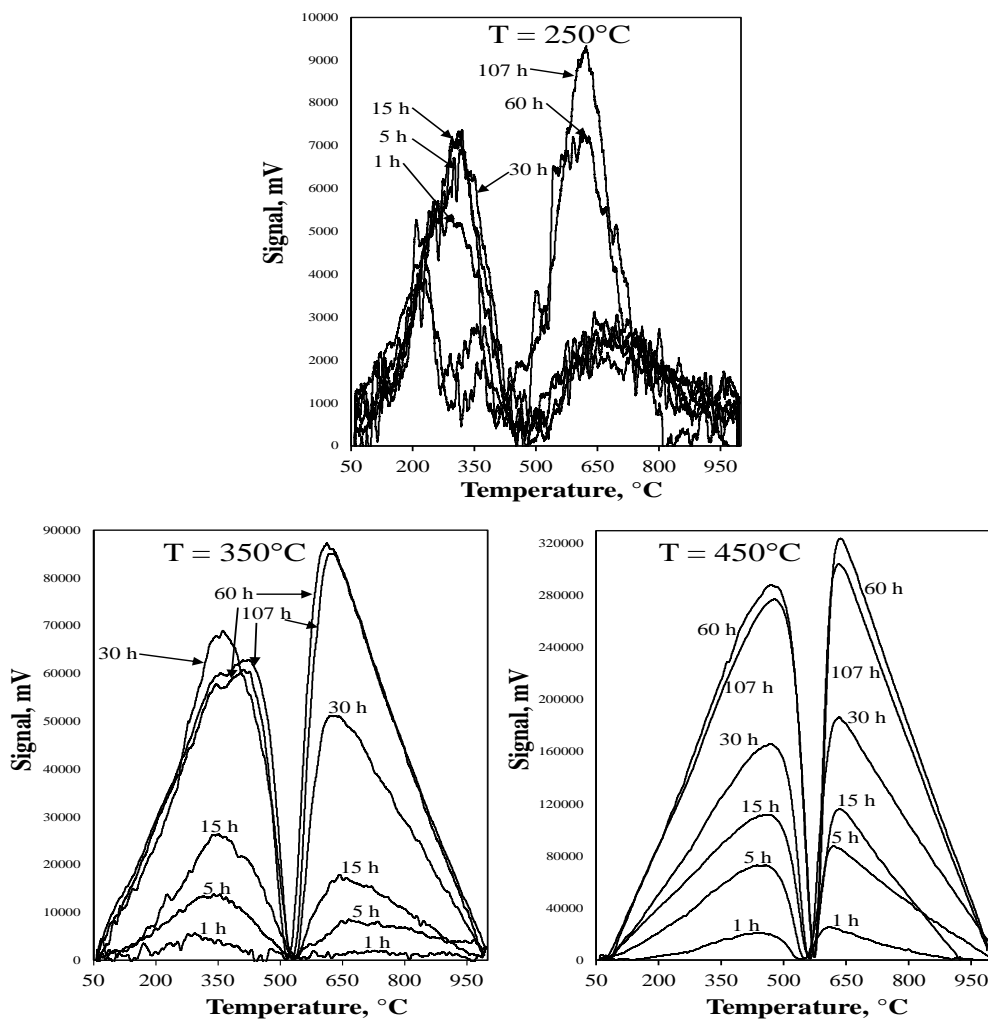 T = 250°C
10000
9000
8000
7000
6000
5000
4000
3000
2000
1000
0
Signal, mV
107 h
60 h
15 h
5 h
1 h
30 h
50 200 350 500 650 800 950
Temperature, °C
T = 350°C
90000
80000
70000
60000
50000
40000
30000
20000
10000
0
Signal, mV
60 h
107 h
30 h
30 h
15 h
15 h
5 h
5 h
1 h
1 h
50 200 350 500 650 800 950
Temperature, °C
T = 450°C
320000
280000
240000
200000
160000
120000
80000
40000
0
Signal, mV
60 h
60 h
107 h
107 h
30 h
30 h
15 h
15 h
5 h
5 h
1 h
1 h
50 200 350 500 650 800 950
Temperature, °C